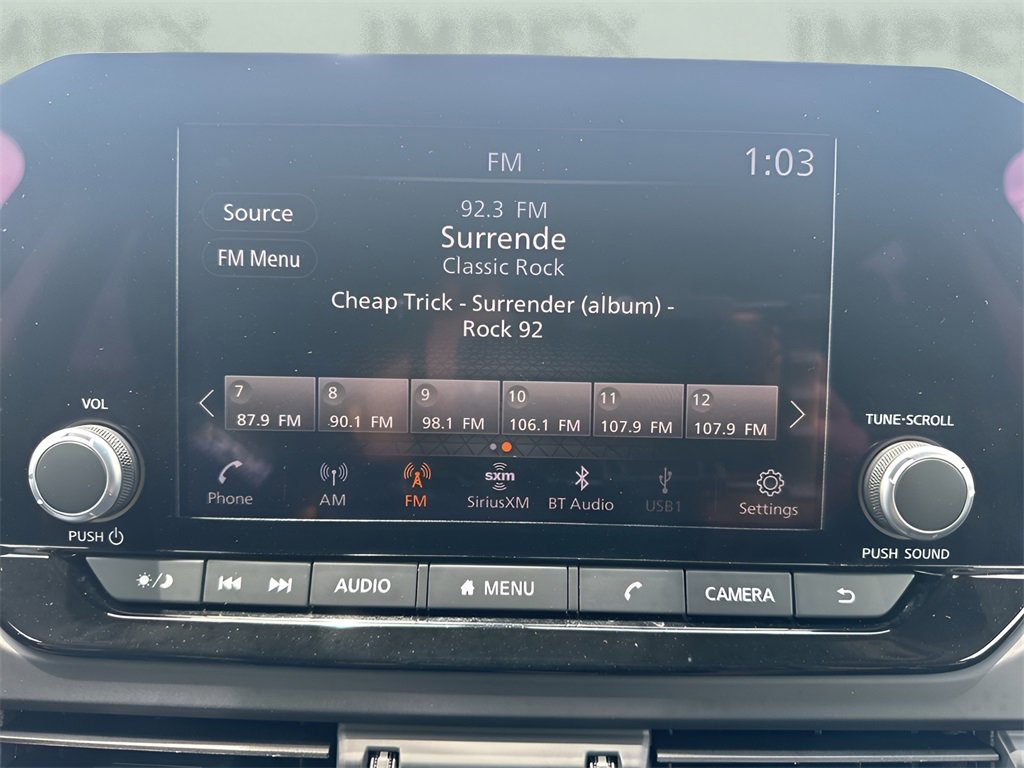 IMPEX IMPEX IMPEX
FM
1:03
Source
92.3 FM
Surrende
FM Menu
Classic Rock
Cheap Trick - Surrender (album) -
Rock 92
7 8 9 10 11 12
87.9 FM 90.1 FM 98.1 FM 106.1 FM 107.9 FM 107.9 FM
VOL
TUNE·SCROLL
sxm
Phone AM FM SiriusXM BT Audio USB1 Settings
PUSH
PUSH SOUND
AUDIO MENU CAMERA